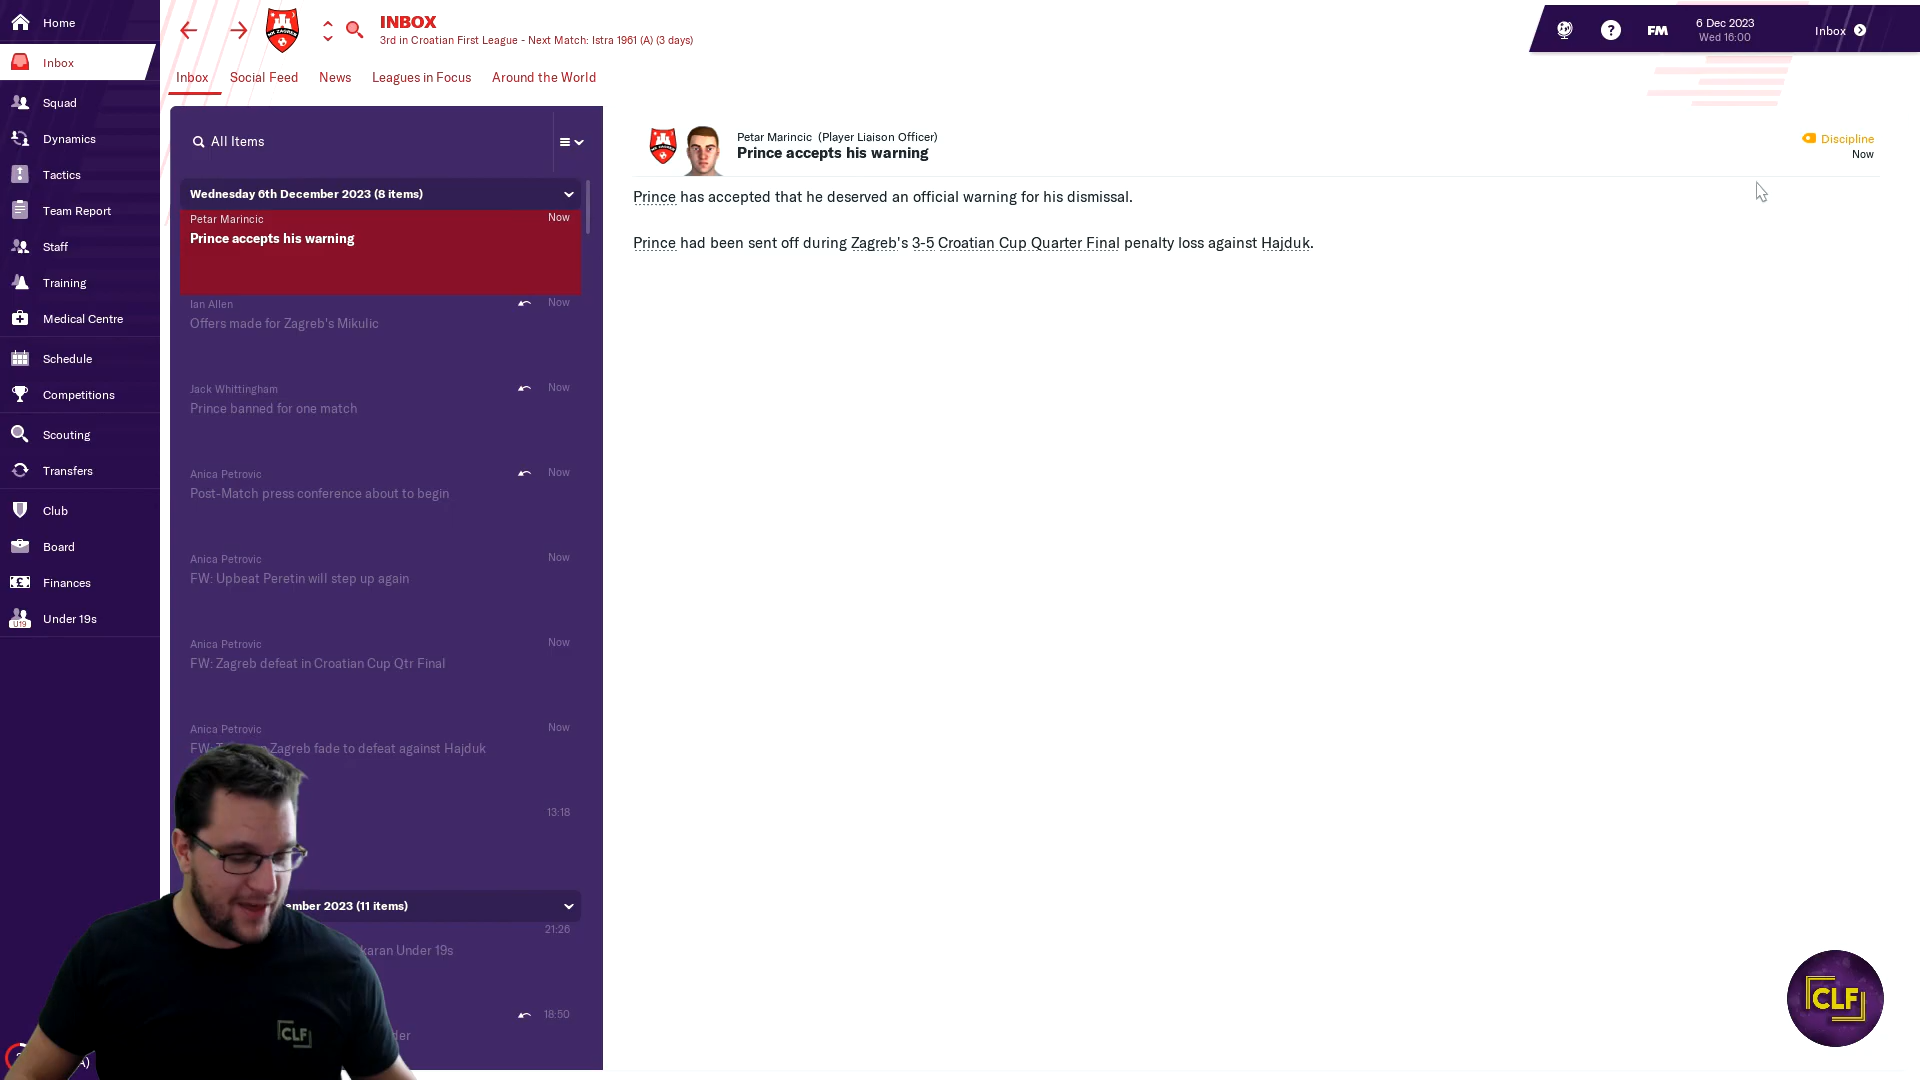 Home
Inbox
Squad
Dynamics
Tactics
Team Report
Staff
Training
Medical Centre
Schedule
Competitions
Scouting
Transfers
Club
Board
Finances
U19
Under 19s
NK ZAGREB
INBOX
3rd in Croatian First League - Next Match: Istra 1961 (A) (3 days)
? FM
6 Dec 2023
Wed 16:00
Inbox
Inbox Social Feed News Leagues in Focus Around the World
All Items
Wednesday 6th December 2023 (8 items)
Petar Marincic Now
Prince accepts his warning
Ian Allen Now
Offers made for Zagreb's Mikulic
Jack Whittingham Now
Prince banned for one match
Anica Petrovic Now
Post-Match press conference about to begin
Anica Petrovic Now
FW: Upbeat Peretin will step up again
Anica Petrovic Now
FW: Zagreb defeat in Croatian Cup Qtr Final
Anica Petrovic Now
FW: Zagreb fade to defeat against Hajduk
13:18
ember 2023 (11 items)
21:26
karan Under 19s
18:50
der
Petar Marincic (Player Liaison Officer)
Prince accepts his warning
Discipline
Now
Prince has accepted that he deserved an official warning for his dismissal.
Prince had been sent off during Zagreb's 3-5 Croatian Cup Quarter Final penalty loss against Hajduk.
CLF
CLF
A)